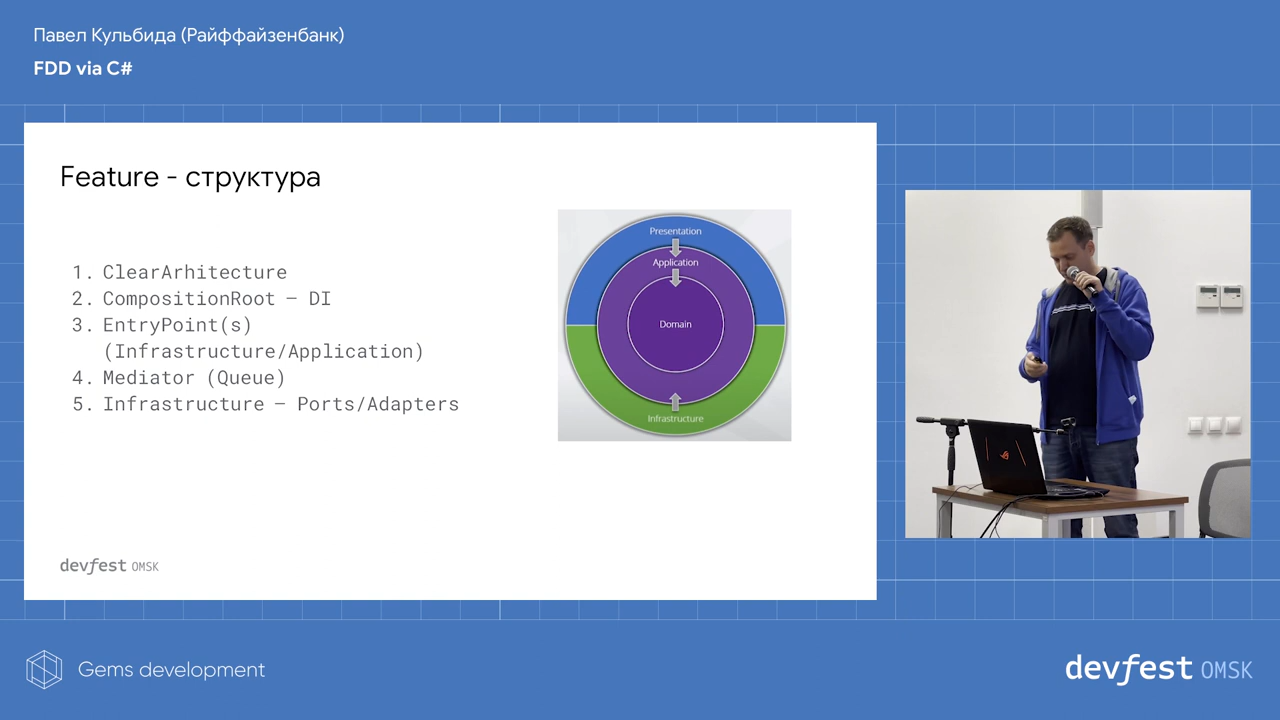 Павел Кульбида (Райффайзенбанк)
FDD via C#
Feature - структура
1. ClearArhitecture
2. CompositionRoot – DI
3. EntryPoint(s)
(Infrastructure/Application)
4. Mediator (Queue)
5. Infrastructure – Ports/Adapters
Presentation
Application
Domain
Infrastructure
devfest OMSK
Gems development
devfest OMSK